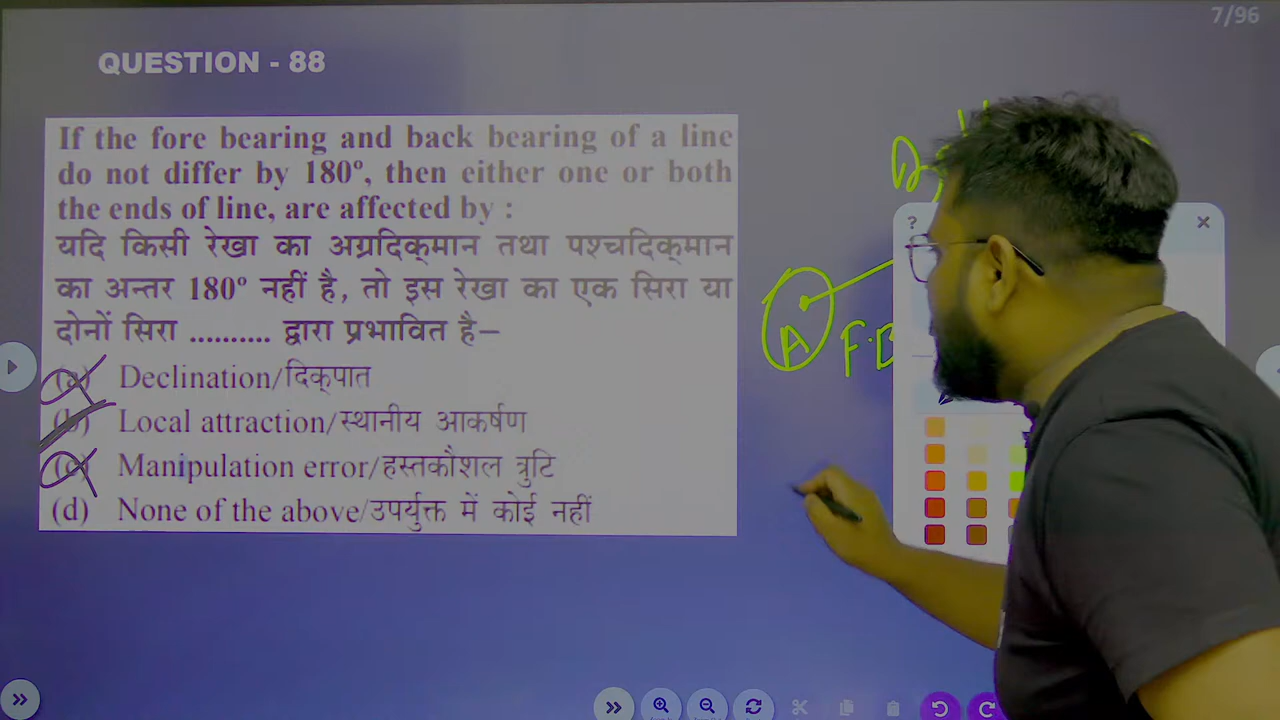 7/96
QUESTION - 88
If the fore bearing and back bearing of a line
do not differ by 180º, then either one or both
the ends of line, are affected by :
यदि किसी रेखा का अग्रदिक्‌मान तथा पश्चदिक्‌मान
का अन्तर 180º नहीं है, तो इस रेखा का एक सिरा या
दोनों सिरा .......... द्वारा प्रभावित है–
(a) Declination/दिक्‌पात
(b) Local attraction/स्थानीय आकर्षण
(c) Manipulation error/हस्तकौशल त्रुटि
(d) None of the above/उपर्युक्त में कोई नहीं
A
F.B
?